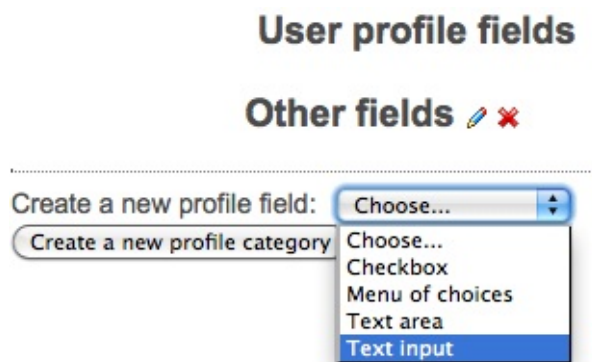 User profile fields
Other fields
Create a new profile field: Choose...
Create a new profile category
Choose...
Checkbox
Menu of choices
Text area
Text input